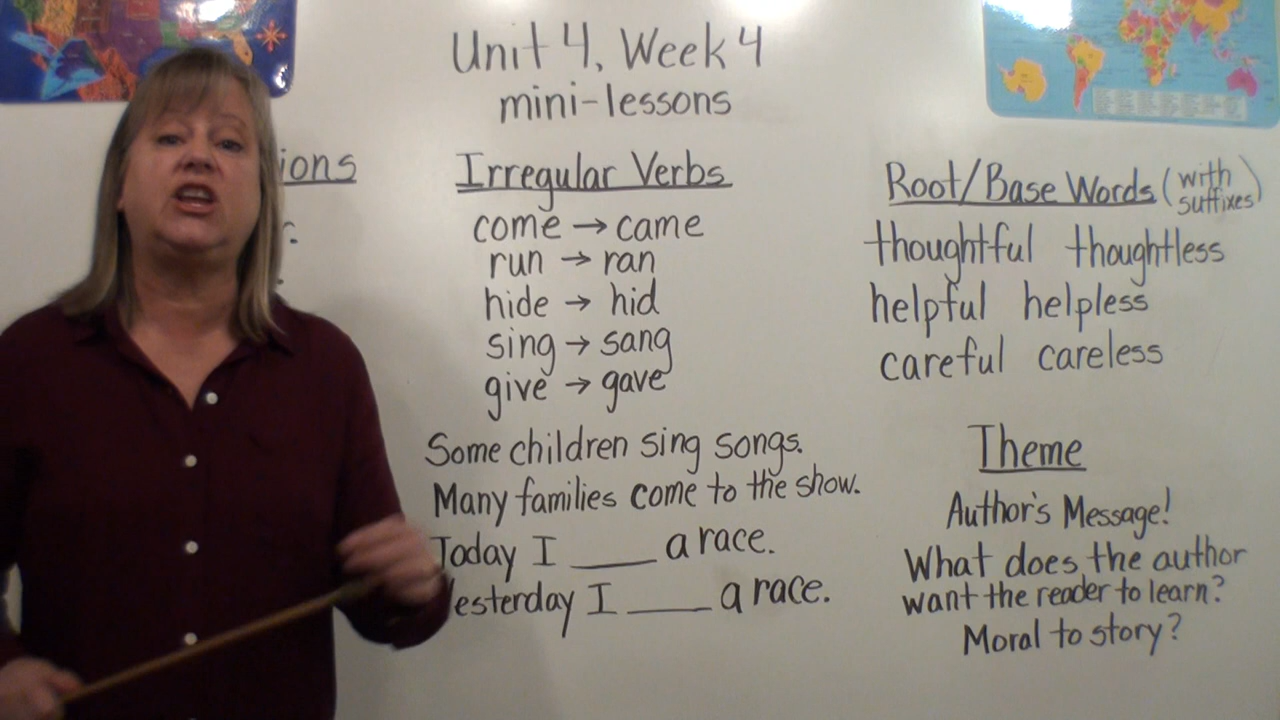 Unit 4, Week 4
mini-lessons
Irregular Verbs
come → came
run → ran
hide → hid
sing → sang
give → gave
Some children sing songs.
Many families come to the show.
Today I ____ a race.
I ____ a race.
Root/Base Words (with suffixes)
thoughtful thoughtless
helpful helpless
careful careless
Theme
Author's Message!
What does the author
want the reader to learn?
Moral to story?